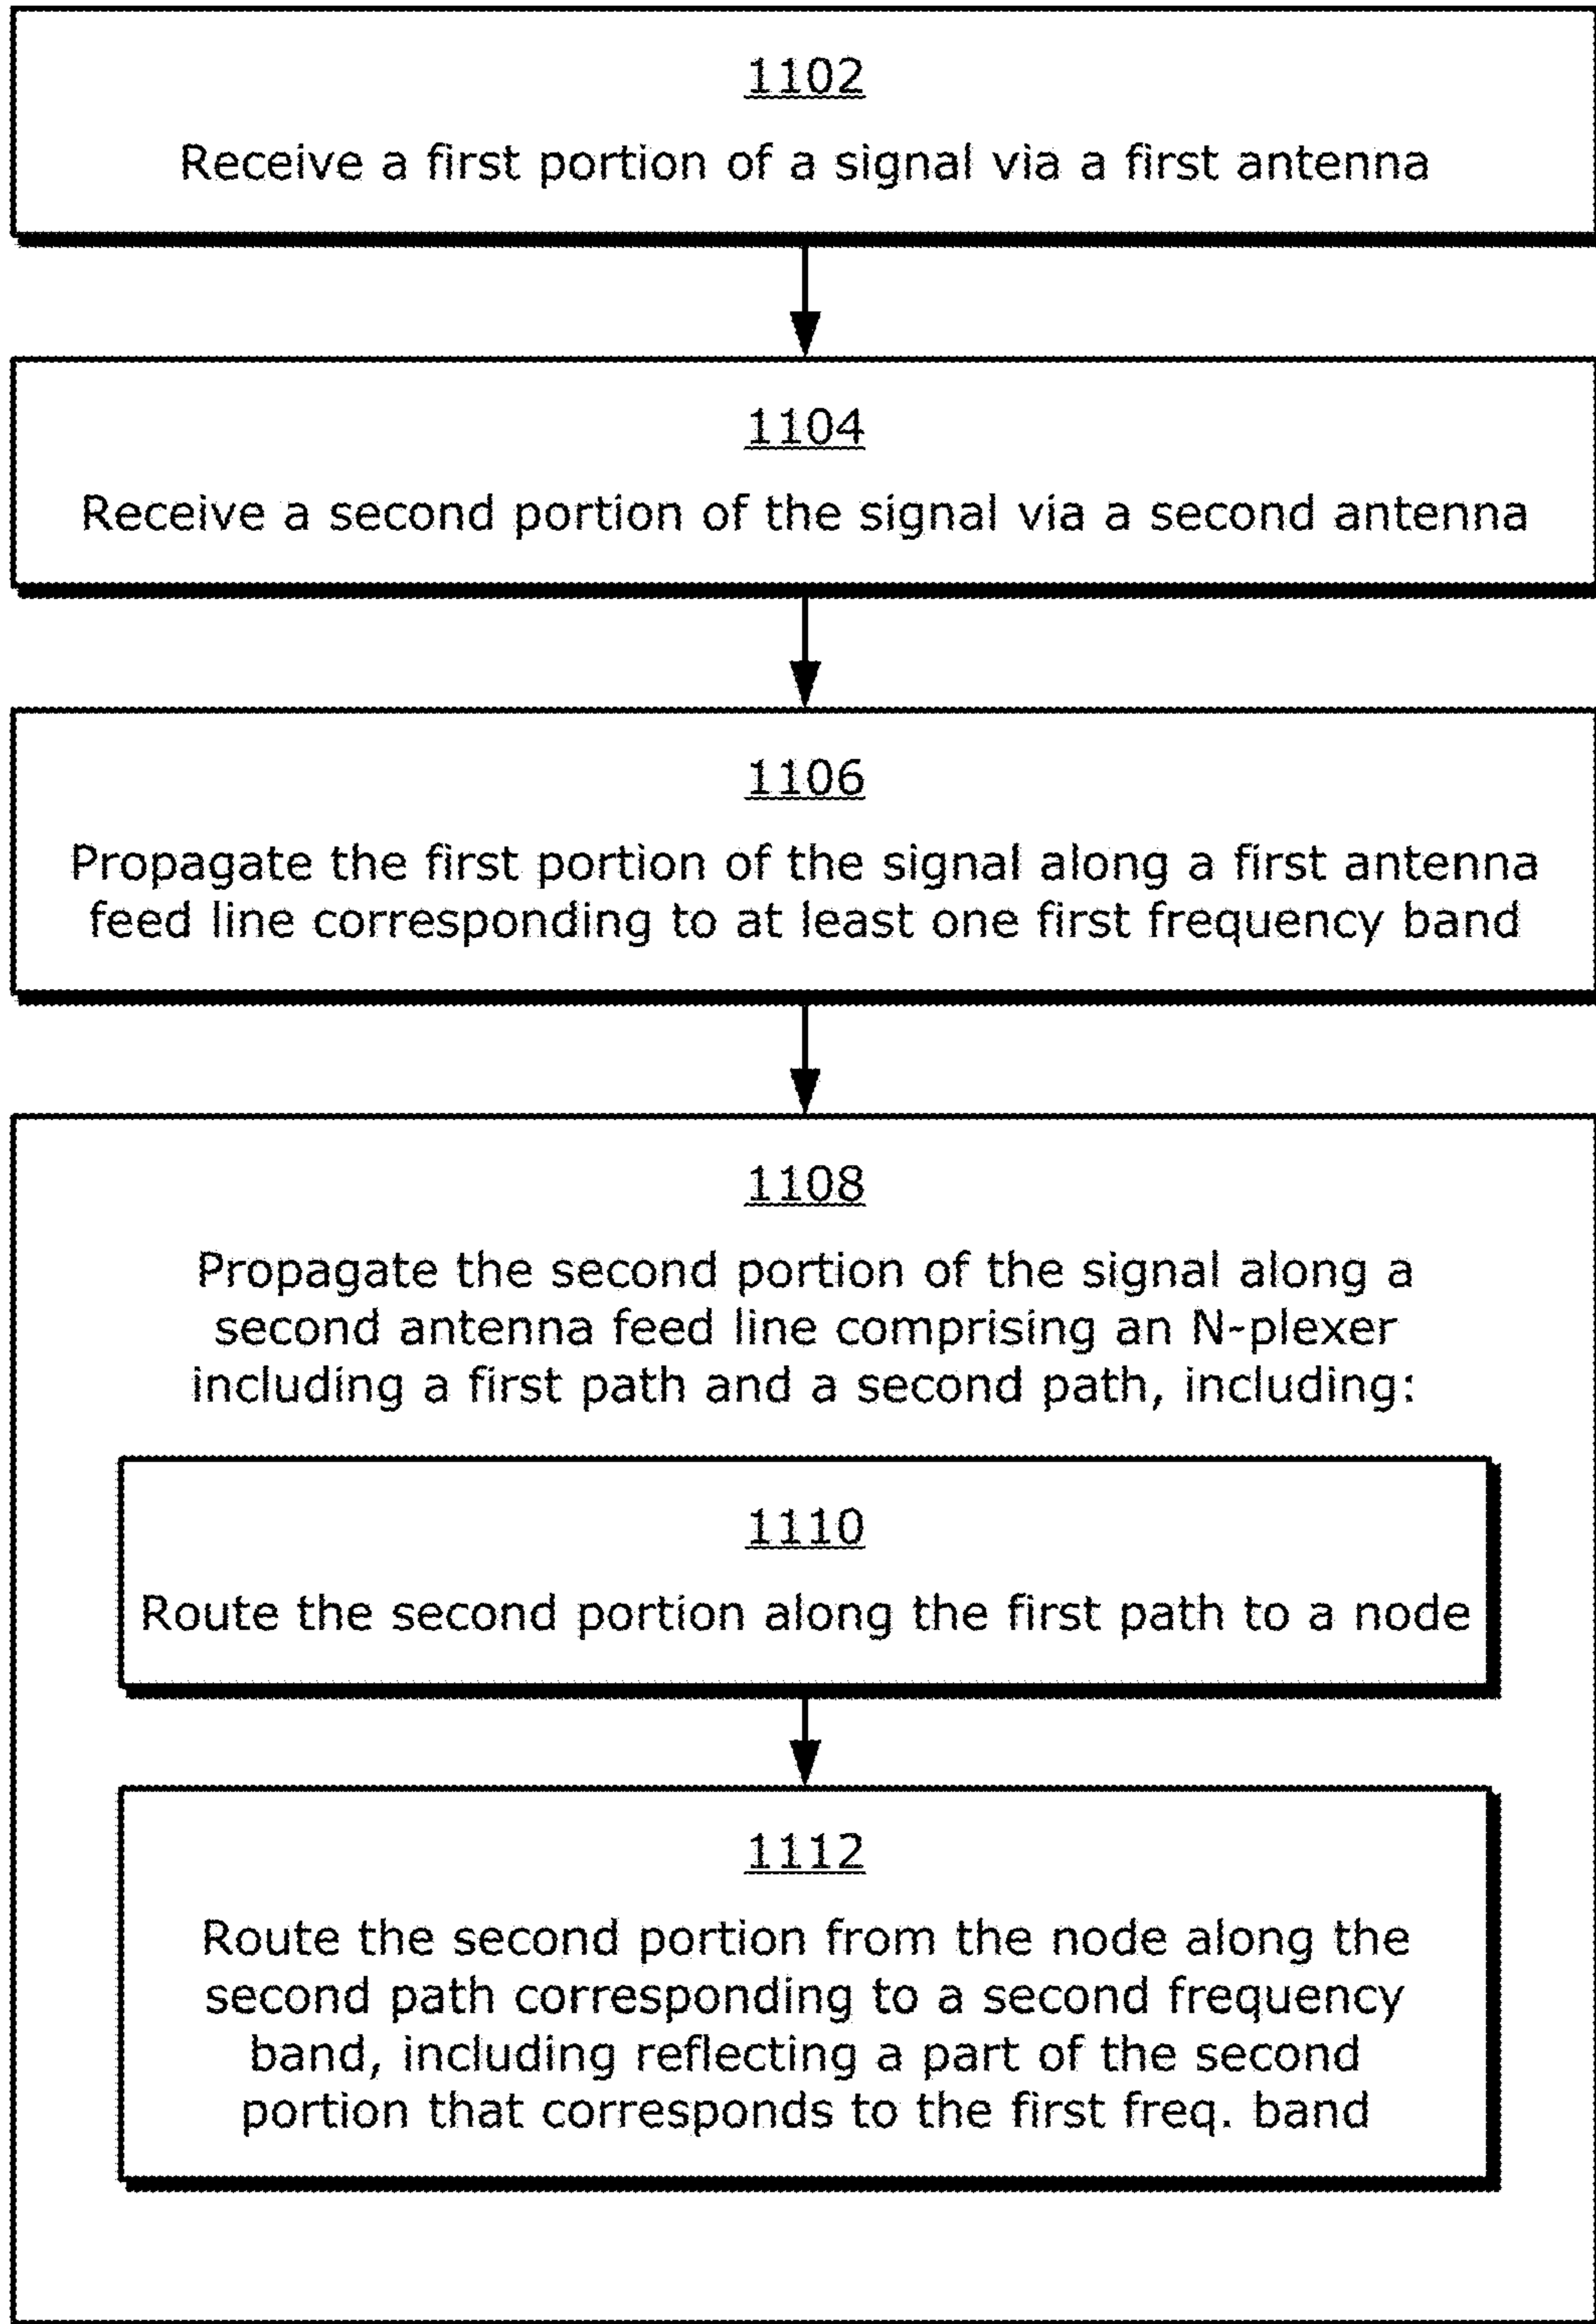 1102
Receive a first portion of a signal via a first antenna
1104
Receive a second portion of the signal via a second antenna
1106
Propagate the first portion of the signal along a first antenna
feed line corresponding to at least one first frequency band
1108
Propagate the second portion of the signal along a
second antenna feed line comprising an N-plexer
including a first path and a second path, including:
1110
Route the second portion along the first path to a node
1112
Route the second portion from the node along the
second path corresponding to a second frequency
band, including reflecting a part of the second
portion that corresponds to the first freq. band